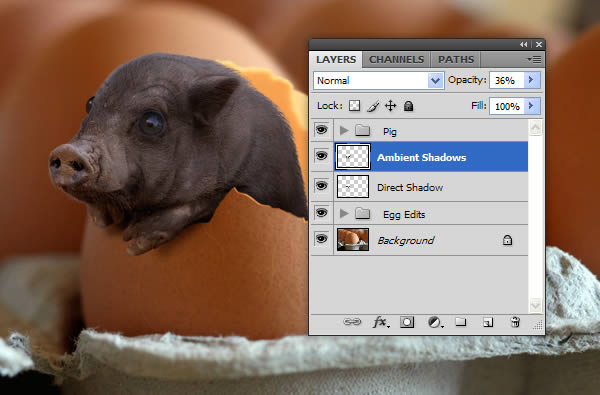 LAYERS CHANNELS PATHS
Normal Opacity: 36%
Lock: Fill: 100%
Pig
Ambient Shadows
Direct Shadow
Egg Edits
Background
fx